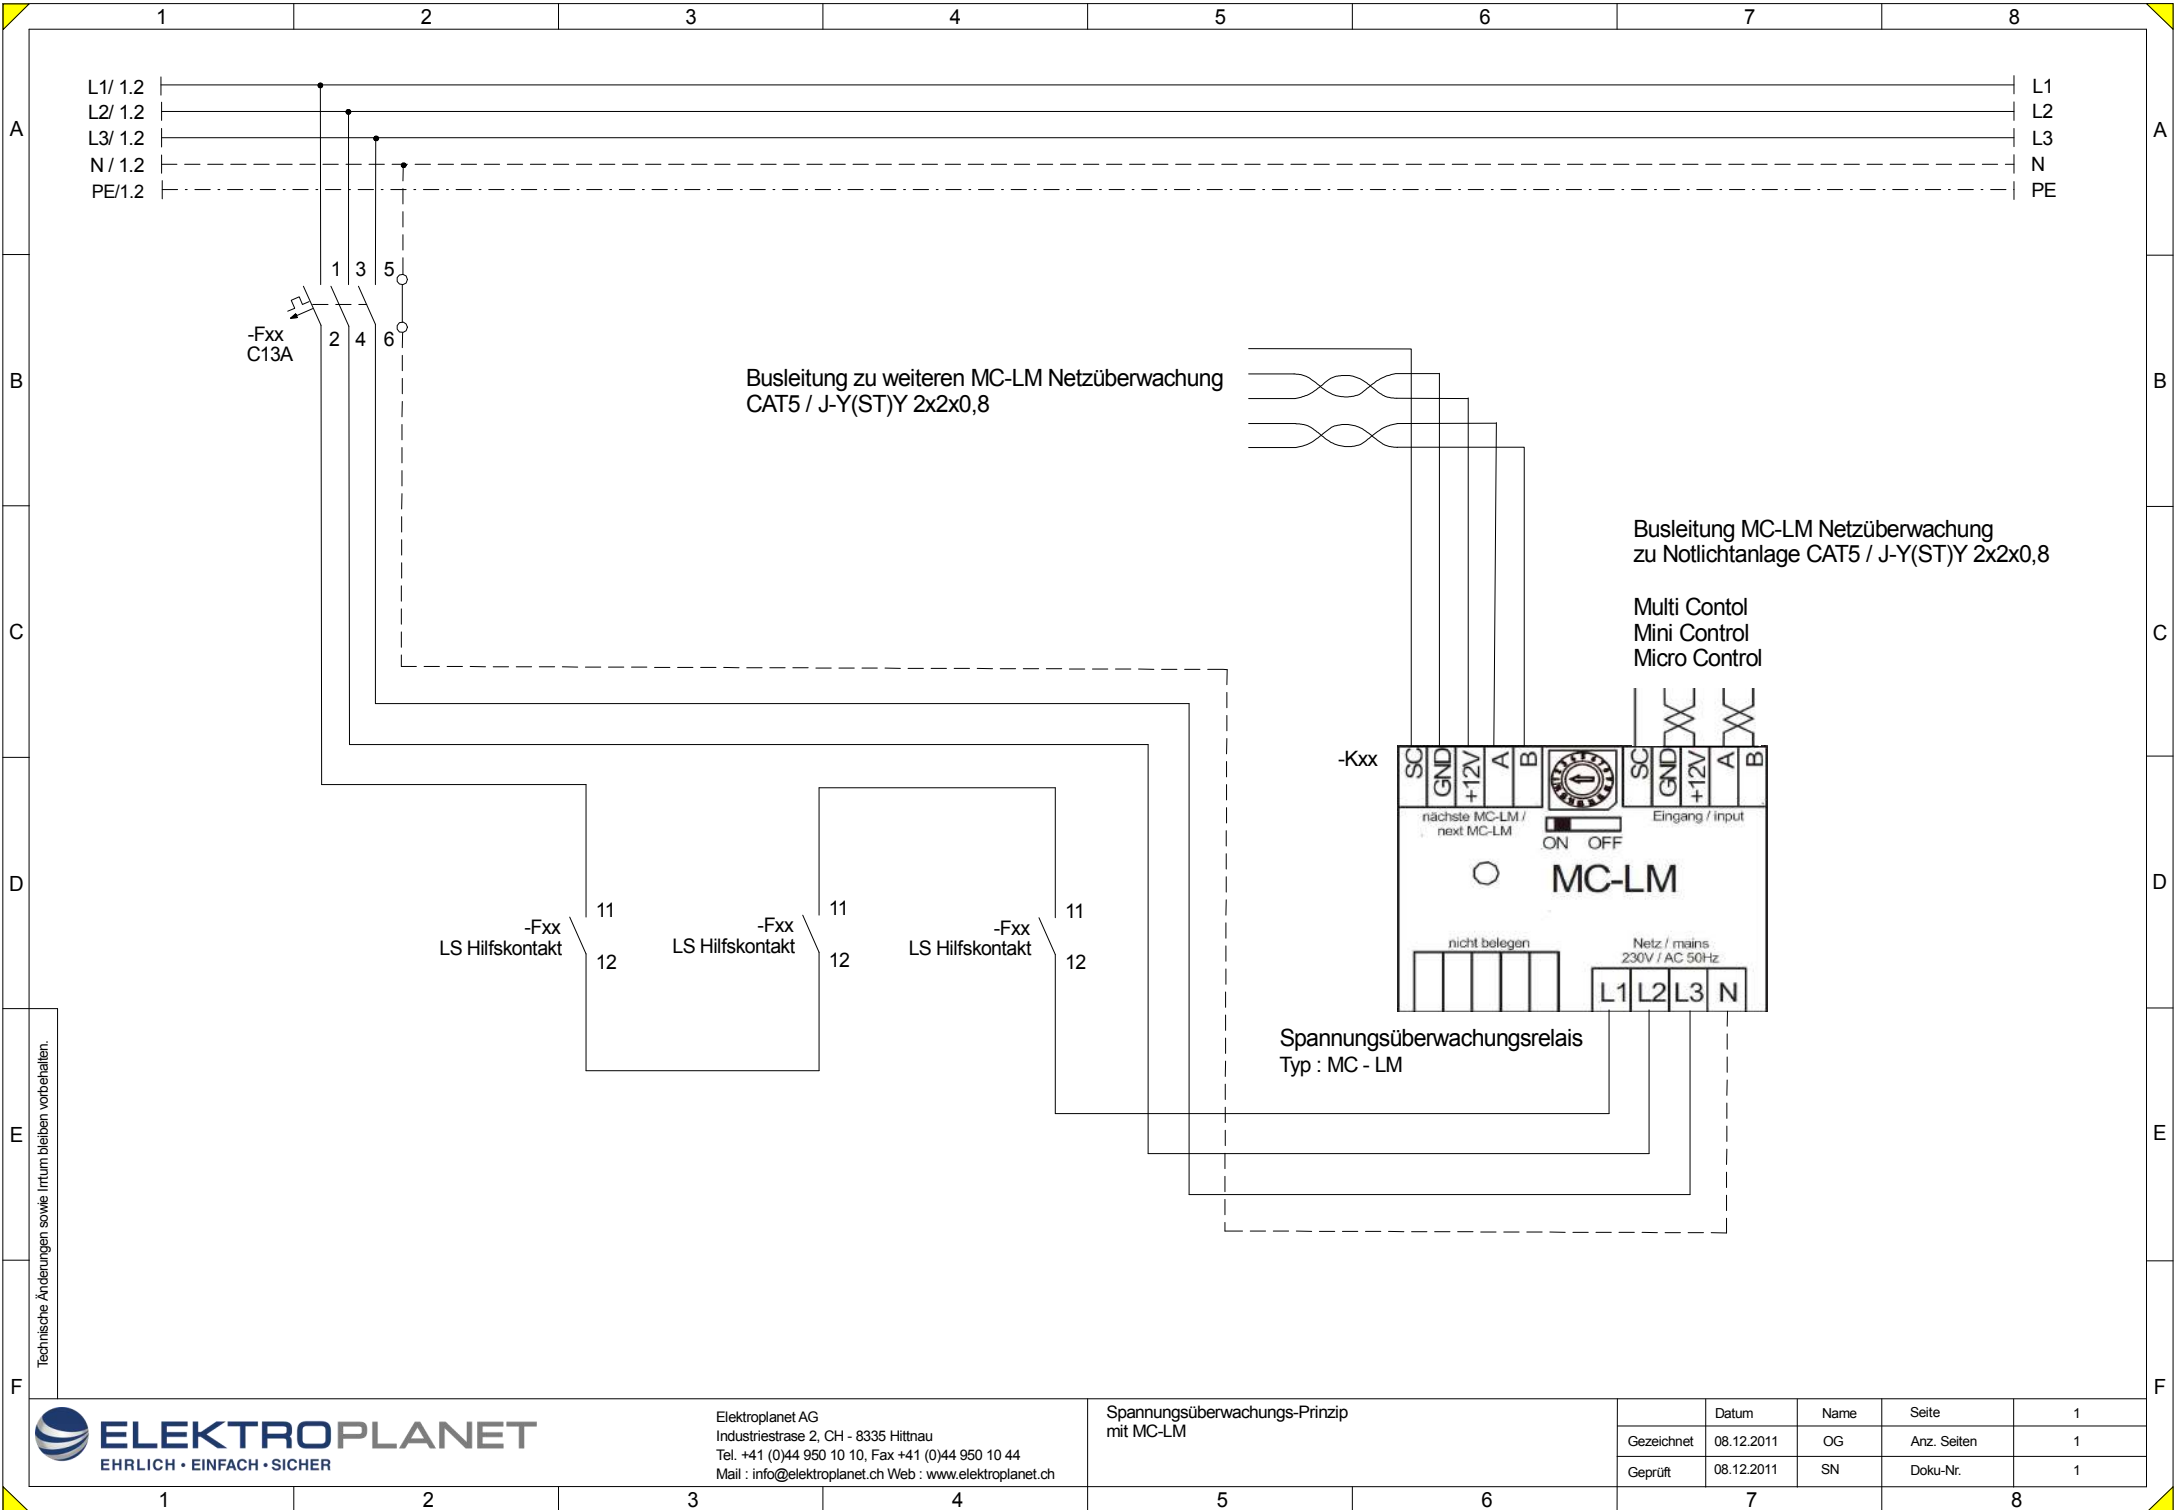 1 2 3 4 5 6 7 8
L1/ 1.2
L2/ 1.2
L3/ 1.2
N / 1.2
PE/1.2
L1
L2
L3
N
PE
A
A
1 3 5
2 4 6
-Fxx
C13A
B
B
Busleitung zu weiteren MC-LM Netzüberwachung
CAT5 / J-Y(ST)Y 2x2x0,8
Busleitung MC-LM Netzüberwachung
zu Notlichtanlage CAT5 / J-Y(ST)Y 2x2x0,8
Multi Contol
Mini Control
Micro Control
C
C
-Kxx
SC GND +12V A B
SC GND +12V A B
nächste MC-LM /
next MC-LM
Eingang / input
ON OFF
MC-LM
nicht belegen
Netz / mains
230V / AC 50Hz
L1 L2 L3 N
D
D
-Fxx
LS Hilfskontakt
11
12
-Fxx
LS Hilfskontakt
11
12
-Fxx
LS Hilfskontakt
11
12
Spannungsüberwachungsrelais
Typ : MC - LM
E
E
Technische Änderungen sowie Irrtum bleiben vorbehalten.
F
F
ELEKTROPLANET
EHRLICH • EINFACH • SICHER
Elektroplanet AG
Industriestrase 2, CH - 8335 Hittnau
Tel. +41 (0)44 950 10 10, Fax +41 (0)44 950 10 44
Mail : info@elektroplanet.ch Web : www.elektroplanet.ch
Spannungsüberwachungs-Prinzip
mit MC-LM
Datum Name Seite 1
Gezeichnet 08.12.2011 OG Anz. Seiten 1
Geprüft 08.12.2011 SN Doku-Nr. 1
1 2 3 4 5 6 7 8